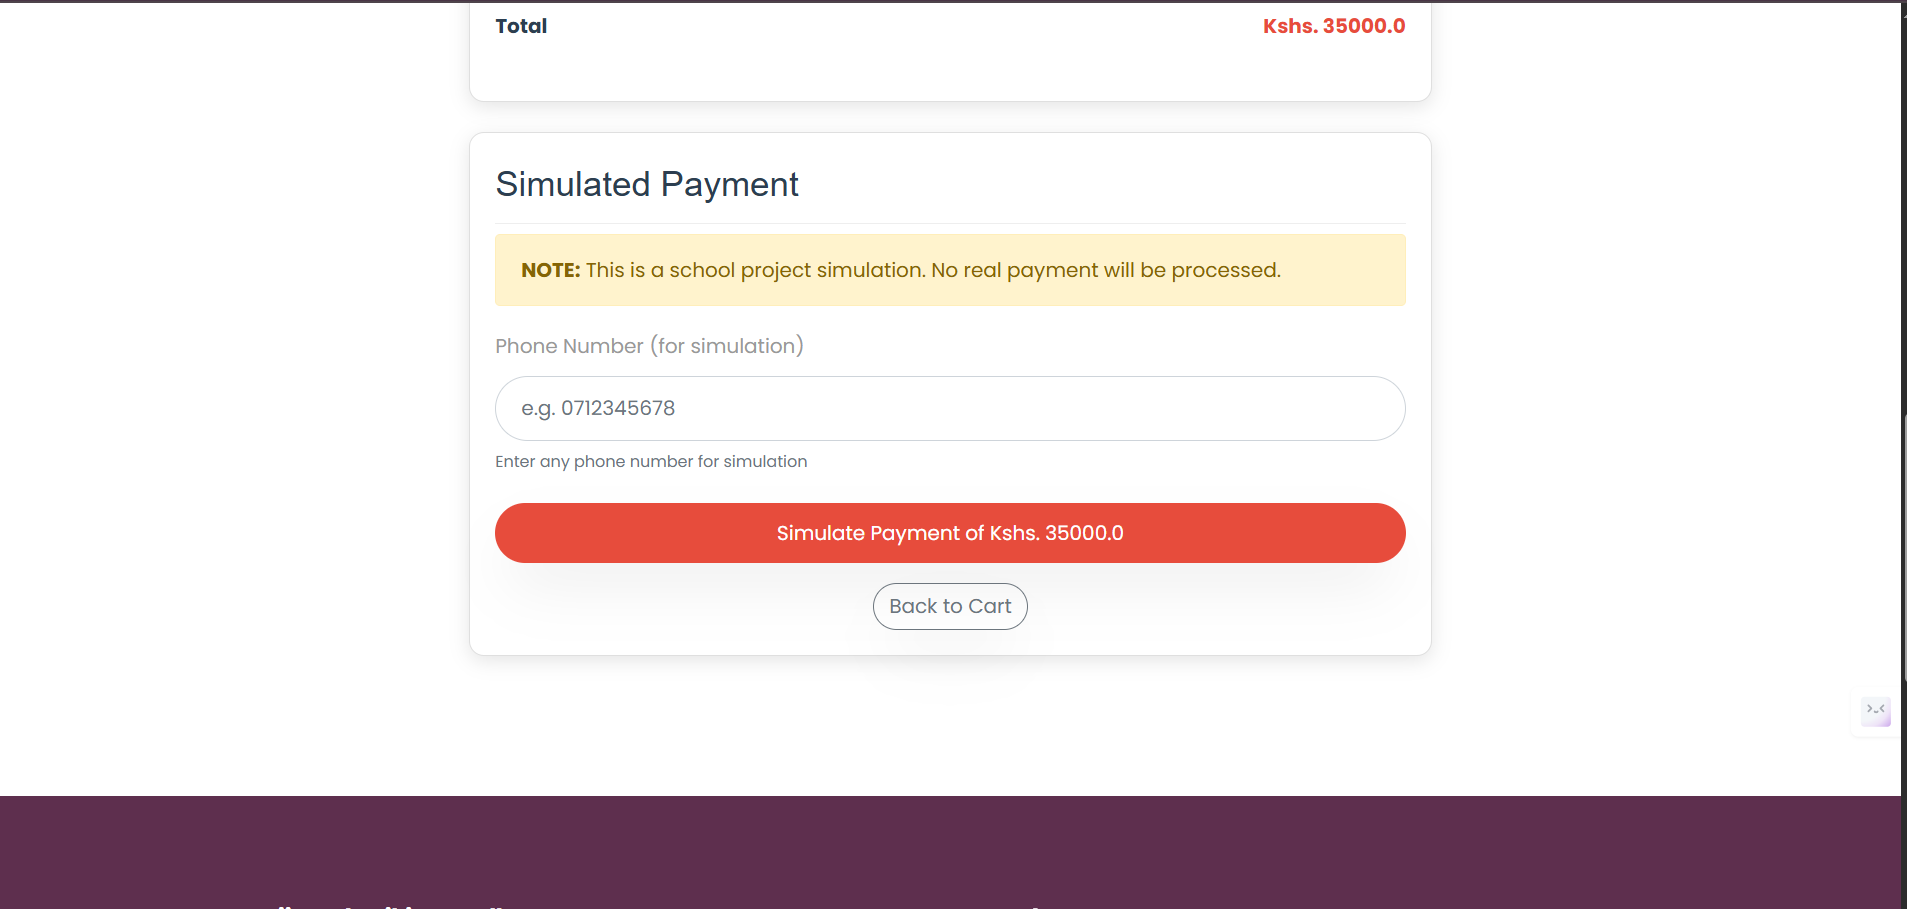 Total
Kshs. 35000.0
Simulated Payment
NOTE: This is a school project simulation. No real payment will be processed.
Phone Number (for simulation)
e.g. 0712345678
Enter any phone number for simulation
Simulate Payment of Kshs. 35000.0
Back to Cart